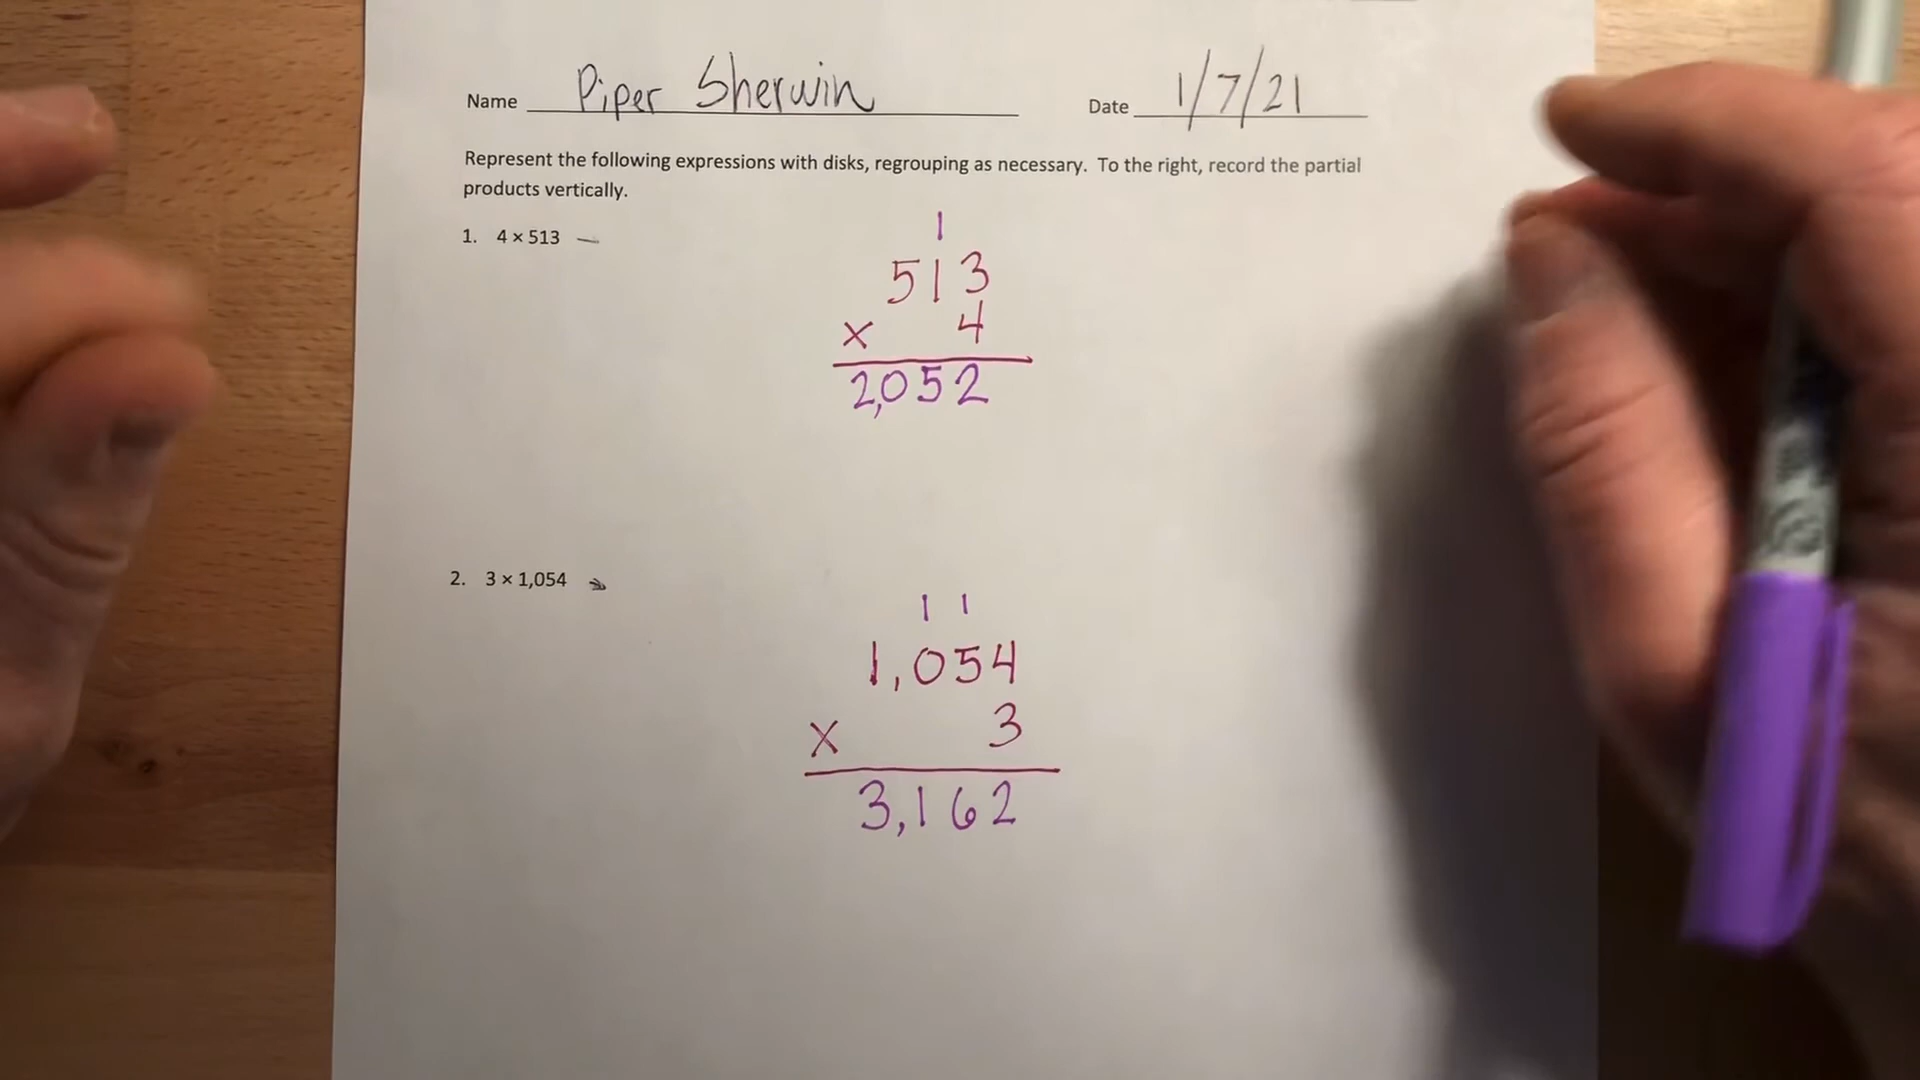 Name Piper Sherwin Date 1/7/21
Represent the following expressions with disks, regrouping as necessary. To the right, record the partial
products vertically.
1. 4 × 513
1
513
x 4
2,052
2. 3 × 1,054
1 1
1,054
x 3
3,162